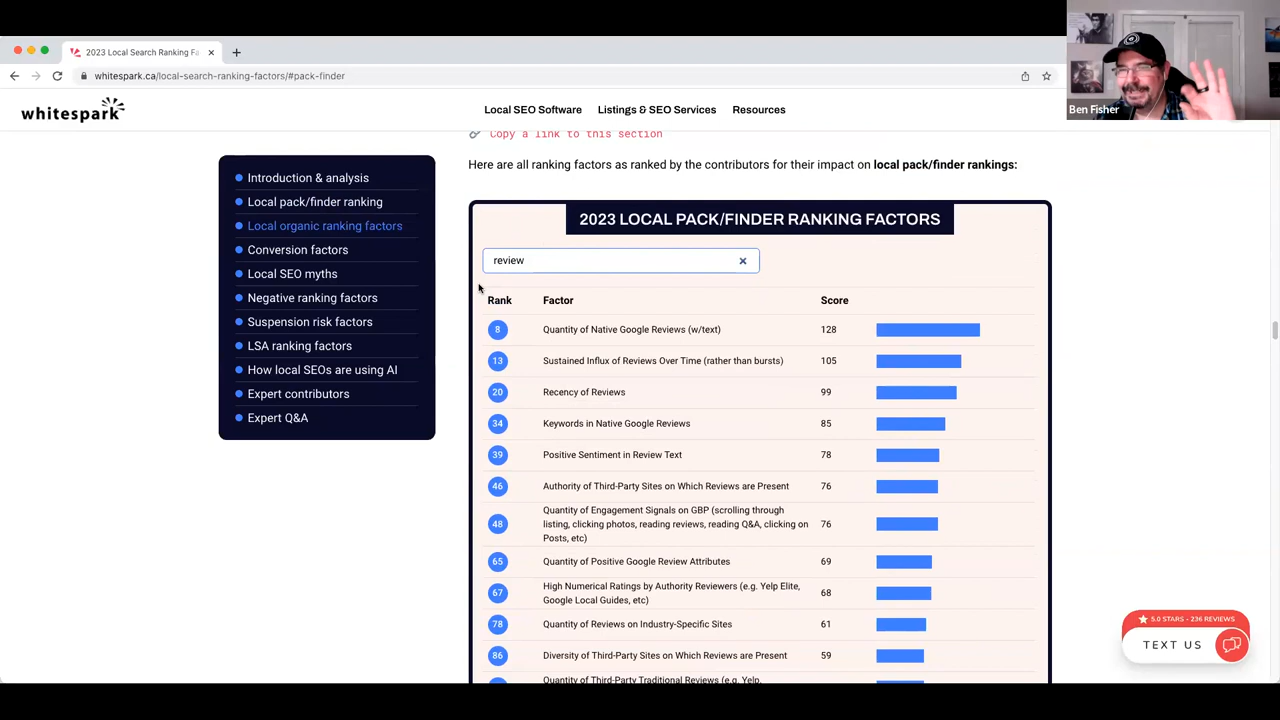 2023 Local Search Ranking Fa
whitespark.ca/local-search-ranking-factors/#pack-finder
Ben Fisher
whitespark
Local SEO Software
Listings & SEO Services
Resources
Copy a link to this section
Introduction & analysis
Local pack/finder ranking
Local organic ranking factors
Conversion factors
Local SEO myths
Negative ranking factors
Suspension risk factors
LSA ranking factors
How local SEOs are using AI
Expert contributors
Expert Q&A
Here are all ranking factors as ranked by the contributors for their impact on local pack/finder rankings:
2023 LOCAL PACK/FINDER RANKING FACTORS
review
Rank Factor Score
8 Quantity of Native Google Reviews (w/text) 128
13 Sustained Influx of Reviews Over Time (rather than bursts) 105
20 Recency of Reviews 99
34 Keywords in Native Google Reviews 85
39 Positive Sentiment in Review Text 78
46 Authority of Third-Party Sites on Which Reviews are Present 76
Quantity of Engagement Signals on GBP (scrolling through
48 listing, clicking photos, reading reviews, reading Q&A, clicking on 76
Posts, etc)
65 Quantity of Positive Google Review Attributes 69
67 High Numerical Ratings by Authority Reviewers (e.g. Yelp Elite, 68
Google Local Guides, etc)
78 Quantity of Reviews on Industry-Specific Sites 61
86 Diversity of Third-Party Sites on Which Reviews are Present 59
Quantity of Third-Party Traditional Reviews (e.g. Yelp,
5.0 STARS - 236 REVIEWS
TEXT US